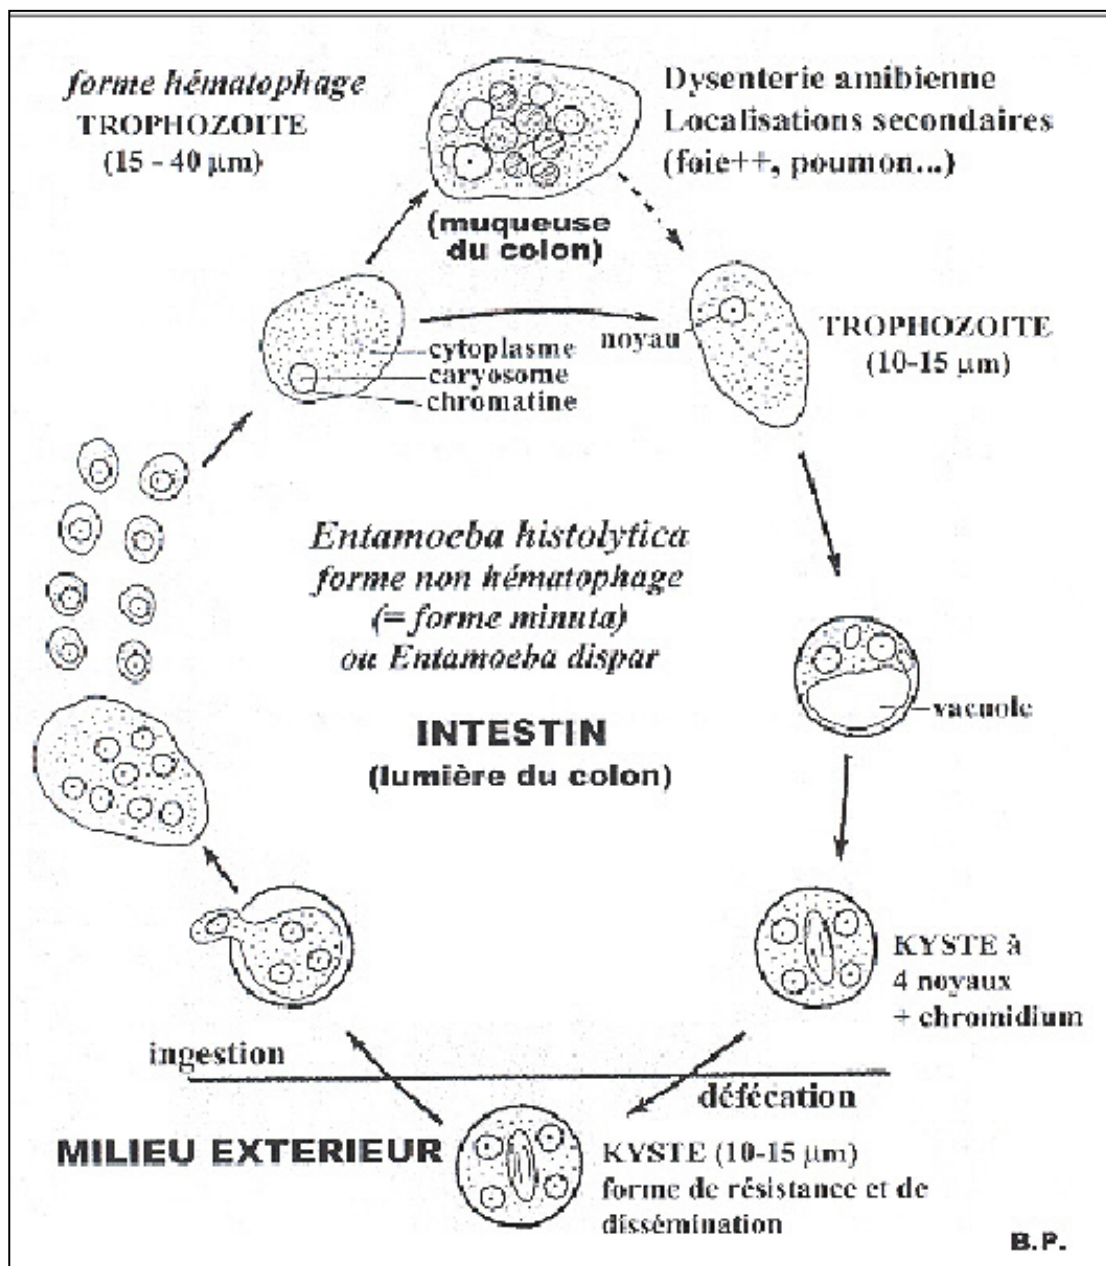 forme hématophage
TROPHOZOITE
(15 - 40 µm)
Dysenterie amibienne
Localisations secondaires
(foie++, poumon...)
(muqueuse
du colon)
cytoplasme
caryosome
chromatine
noyau
TROPHOZOITE
(10-15 µm)
Entamoeba histolytica
forme non hématophage
(= forme minuta)
ou Entamoeba dispar
INTESTIN
(lumière du colon)
vacuole
KYSTE à
4 noyaux
+ chromidium
ingestion
défécation
MILIEU EXTERIEUR
KYSTE (10-15 µm)
forme de résistance et de
dissémination
B.P.